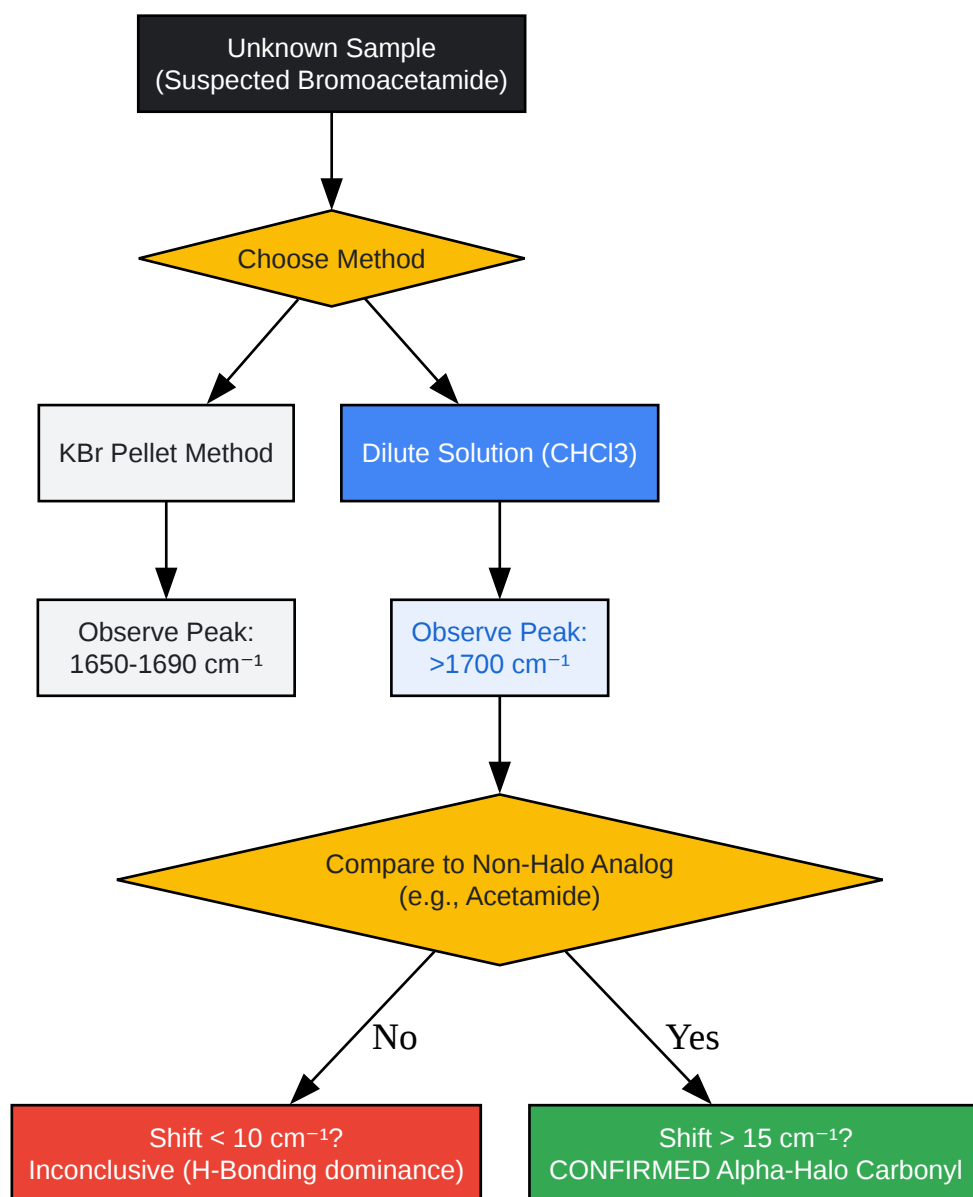 Unknown Sample
(Suspected Bromoacetamide)
Choose Method
KBr Pellet Method
Dilute Solution (CHCl3)
Observe Peak:
1650-1690 cm⁻¹
Observe Peak:
>1700 cm⁻¹
Compare to Non-Halo Analog
(e.g., Acetamide)
No
Yes
Shift < 10 cm⁻¹?
Inconclusive (H-Bonding dominance)
Shift > 15 cm⁻¹?
CONFIRMED Alpha-Halo Carbonyl